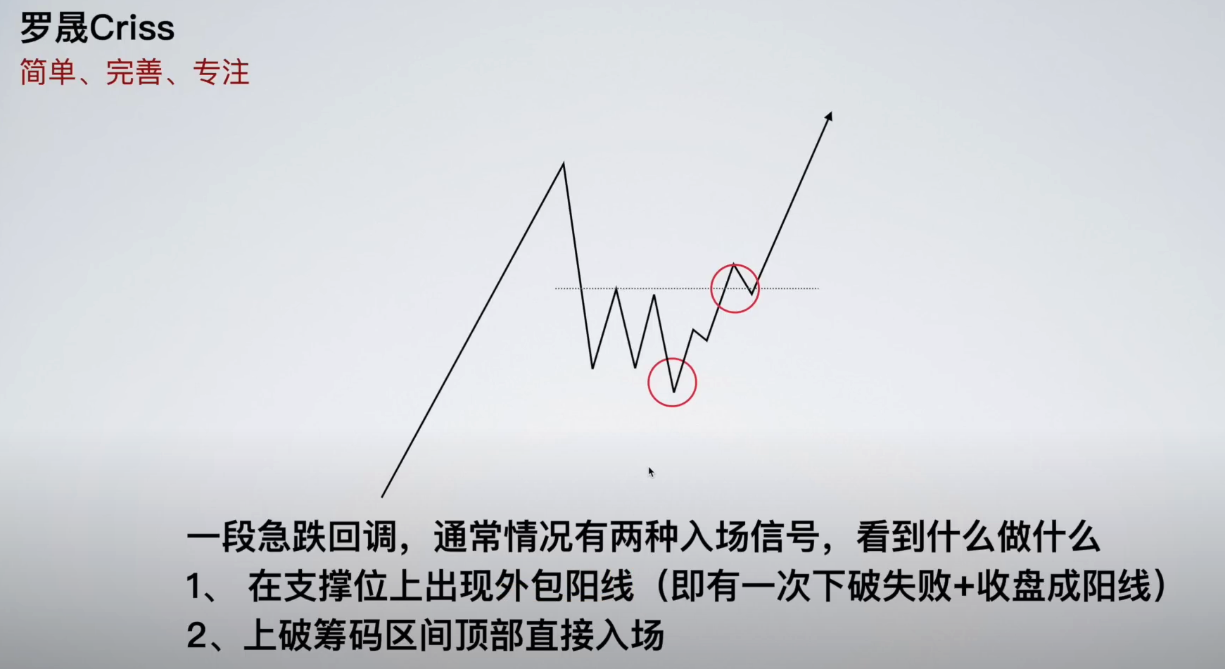 罗晟Criss
简单、完善、专注
一段急跌回调，通常情况有两种入场信号，看到什么做什么
1、 在支撑位上出现外包阳线（即有一次下破失败+收盘成阳线）
2、上破筹码区间顶部直接入场